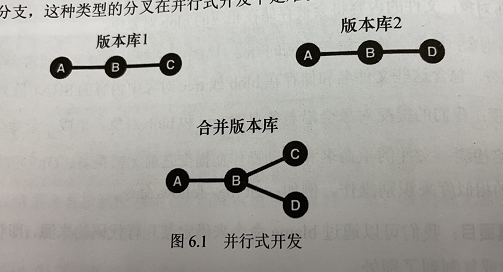 分支，这种类型的分叉在并行式开发中是
版本库1
版本库2
A B C
A B D
合并版本库
C
A B
D
图 6.1 并行式开发